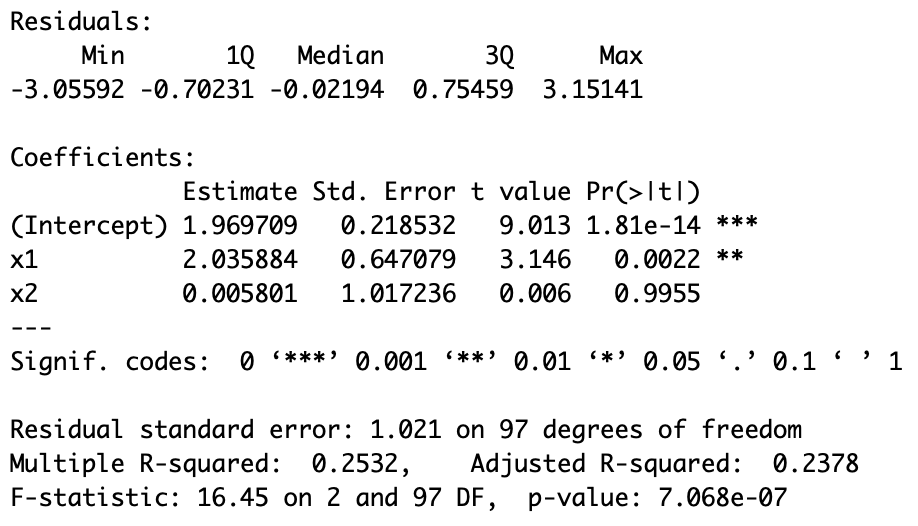 Residuals:
     Min       1Q   Median       3Q      Max
-3.05592 -0.70231 -0.02194  0.75459  3.15141

Coefficients:
            Estimate Std. Error t value Pr(>|t|)
(Intercept) 1.969709   0.218532   9.013 1.81e-14 ***
x1          2.035884   0.647079   3.146   0.0022 **
x2          0.005801   1.017236   0.006   0.9955
---
Signif. codes:  0 ‘***’ 0.001 ‘**’ 0.01 ‘*’ 0.05 ‘.’ 0.1 ‘ ’ 1

Residual standard error: 1.021 on 97 degrees of freedom
Multiple R-squared:  0.2532,    Adjusted R-squared:  0.2378
F-statistic: 16.45 on 2 and 97 DF,  p-value: 7.068e-07